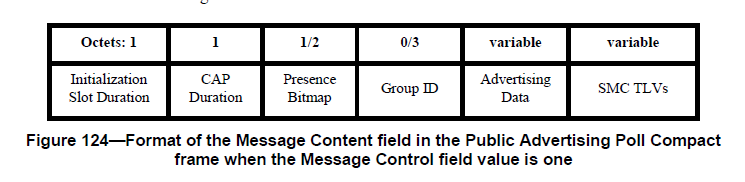 Octets: 1 1 1/2 0/3 variable variable
Initialization Slot Duration CAP Duration Presence Bitmap Group ID Advertising Data SMC TLVs
Figure 124—Format of the Message Content field in the Public Advertising Poll Compact
frame when the Message Control field value is one